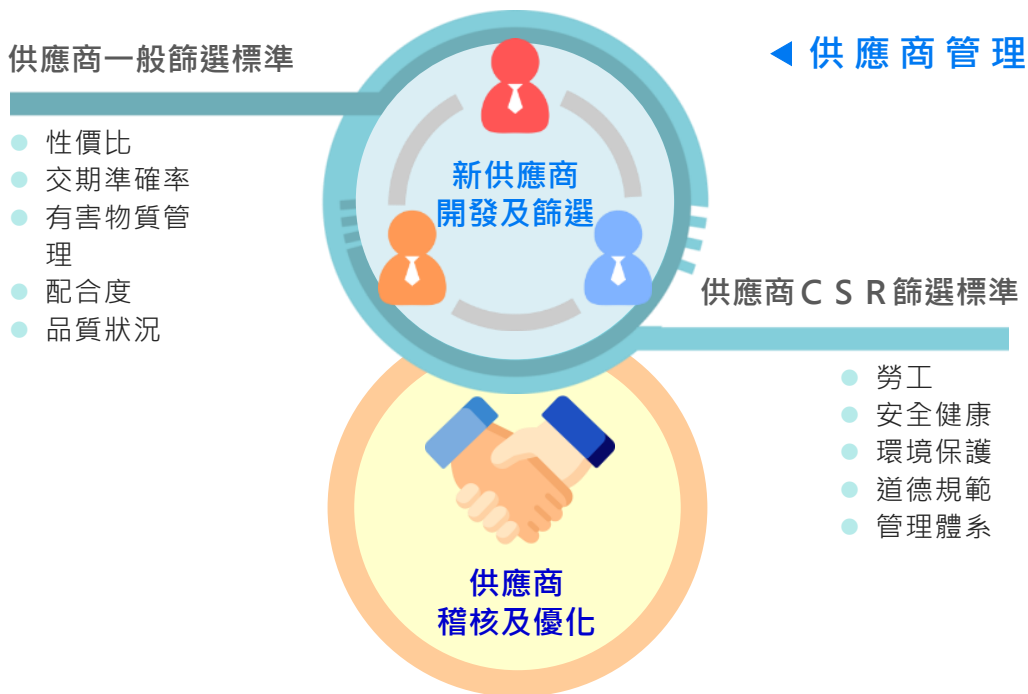 ◀ 供應商管理
供應商一般篩選標準
性價比
交期準確率
有害物質管
理
配合度
品質狀況
新供應商
開發及篩選
供應商ＣＳＲ篩選標準
勞工
安全健康
環境保護
道德規範
管理體系
供應商
稽核及優化